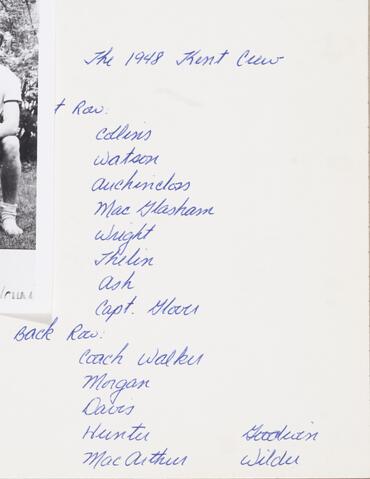 The 1948 Kent Crew
t Row:
Collins
Watson
Auchincloss
MacGlasham
Wright
Thelin
Ash
Capt. Glover
Back Row:
Coach Walker
Morgan
Davis
Hunter Goodwin
MacArthur Wilder